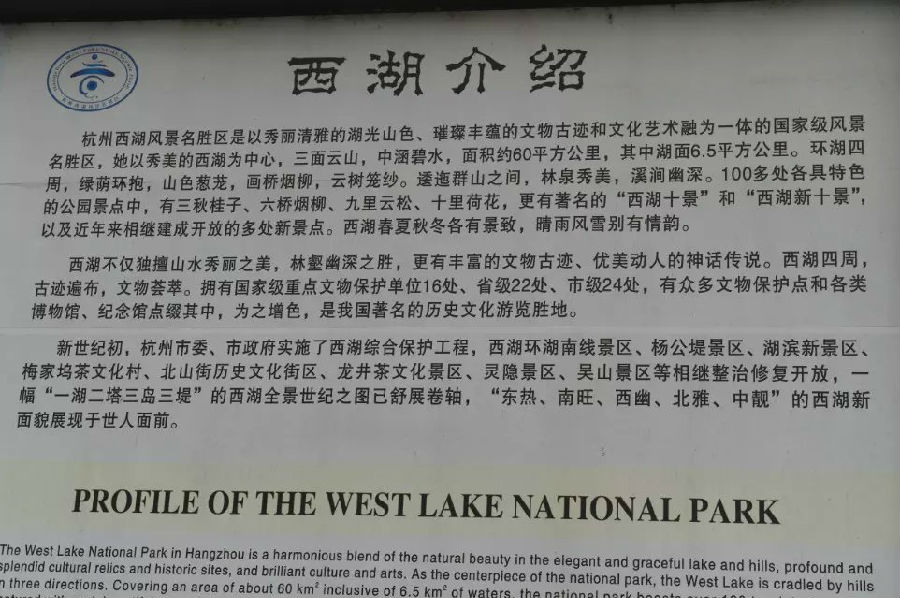 西湖介绍
杭州西湖风景名胜区是以秀丽清雅的湖光山色、璀璨丰蕴的文物古迹和文化艺术融为一体的国家级风景
名胜区，她以秀美的西湖为中心，三面云山，中涵碧水，面积约60平方公里，其中湖面6.5平方公里。环湖四
周，绿荫环抱，山色葱茏，画桥烟柳，云树笼纱。逶迤群山之间，林泉秀美，溪涧幽深。100多处各具特色
的公园景点中，有三秋桂子、六桥烟柳、九里云松、十里荷花，更有著名的“西湖十景”和“西湖新十景”，
以及近年来相继建成开放的多处新景点。西湖春夏秋冬各有景致，晴雨风雪别有情韵。
西湖不仅独擅山水秀丽之美，林壑幽深之胜，更有丰富的文物古迹、优美动人的神话传说。西湖四周，
古迹遍布，文物荟萃。拥有国家级重点文物保护单位16处、省级22处、市级24处，有众多文物保护点和各类
博物馆、纪念馆点缀其中，为之增色，是我国著名的历史文化游览胜地。
新世纪初，杭州市委、市政府实施了西湖综合保护工程，西湖环湖南线景区、杨公堤景区、湖滨新景区、
梅家坞茶文化村、北山街历史文化街区、龙井茶文化景区、灵隐景区、吴山景区等相继整治修复开放，一
幅“一湖二塔三岛三堤”的西湖全景世纪之图已舒展卷轴，“东热、南旺、西幽、北雅、中靓”的西湖新
面貌展现于世人面前。
PROFILE OF THE WEST LAKE NATIONAL PARK
The West Lake National Park in Hangzhou is a harmonious blend of the natural beauty in the elegant and graceful lake and hills, profound and
splendid cultural relics and historic sites, and brilliant culture and arts. As the centerpiece of the national park, the West Lake is cradled by hills
in three directions. Covering an area of about 60 km² inclusive of 6.5 km² of waters, the national park boasts over 100